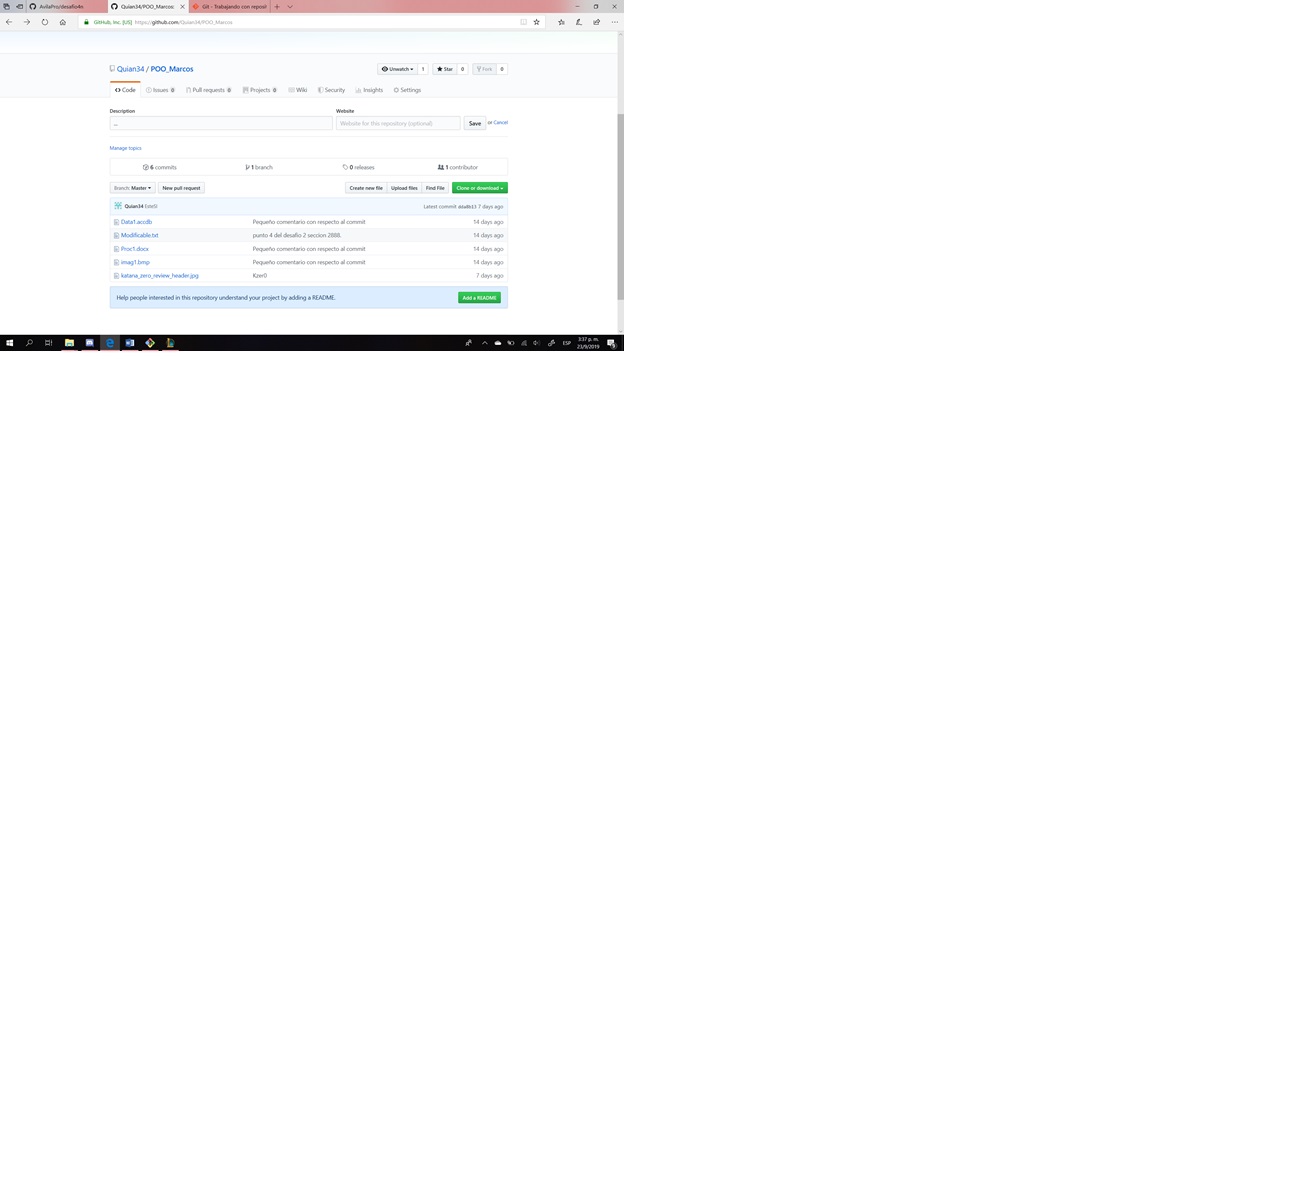 AvilaPro/desafio4n
Quian34/POO_Marcos:
Git - Trabajando con reposit
GitHub, Inc. [US] https://github.com/Quian34/POO_Marcos
Quian34 / POO_Marcos
Unwatch 1 Star 0 Fork 0
Code Issues 0 Pull requests 0 Projects 0 Wiki Security Insights Settings
Description Website
... Website for this repository (optional) Save or Cancel
Manage topics
6 commits 1 branch 0 releases 1 contributor
Branch: Master New pull request Create new file Upload files Find File Clone or download
Quian34 Latest commit 7 days ago
Data1.accdb Pequeño comentario con respecto al commit 14 days ago
Modificable.txt punto 4 del desafio 2 seccion 2888. 14 days ago
Proc1.docx Pequeño comentario con respecto al commit 14 days ago
imag1.bmp Pequeño comentario con respecto al commit 14 days ago
katana_zero_review_header.jpg Kzer0 7 days ago
Help people interested in this repository understand your project by adding a README. Add a README
ESP
3:37 p. m.
23/9/2019